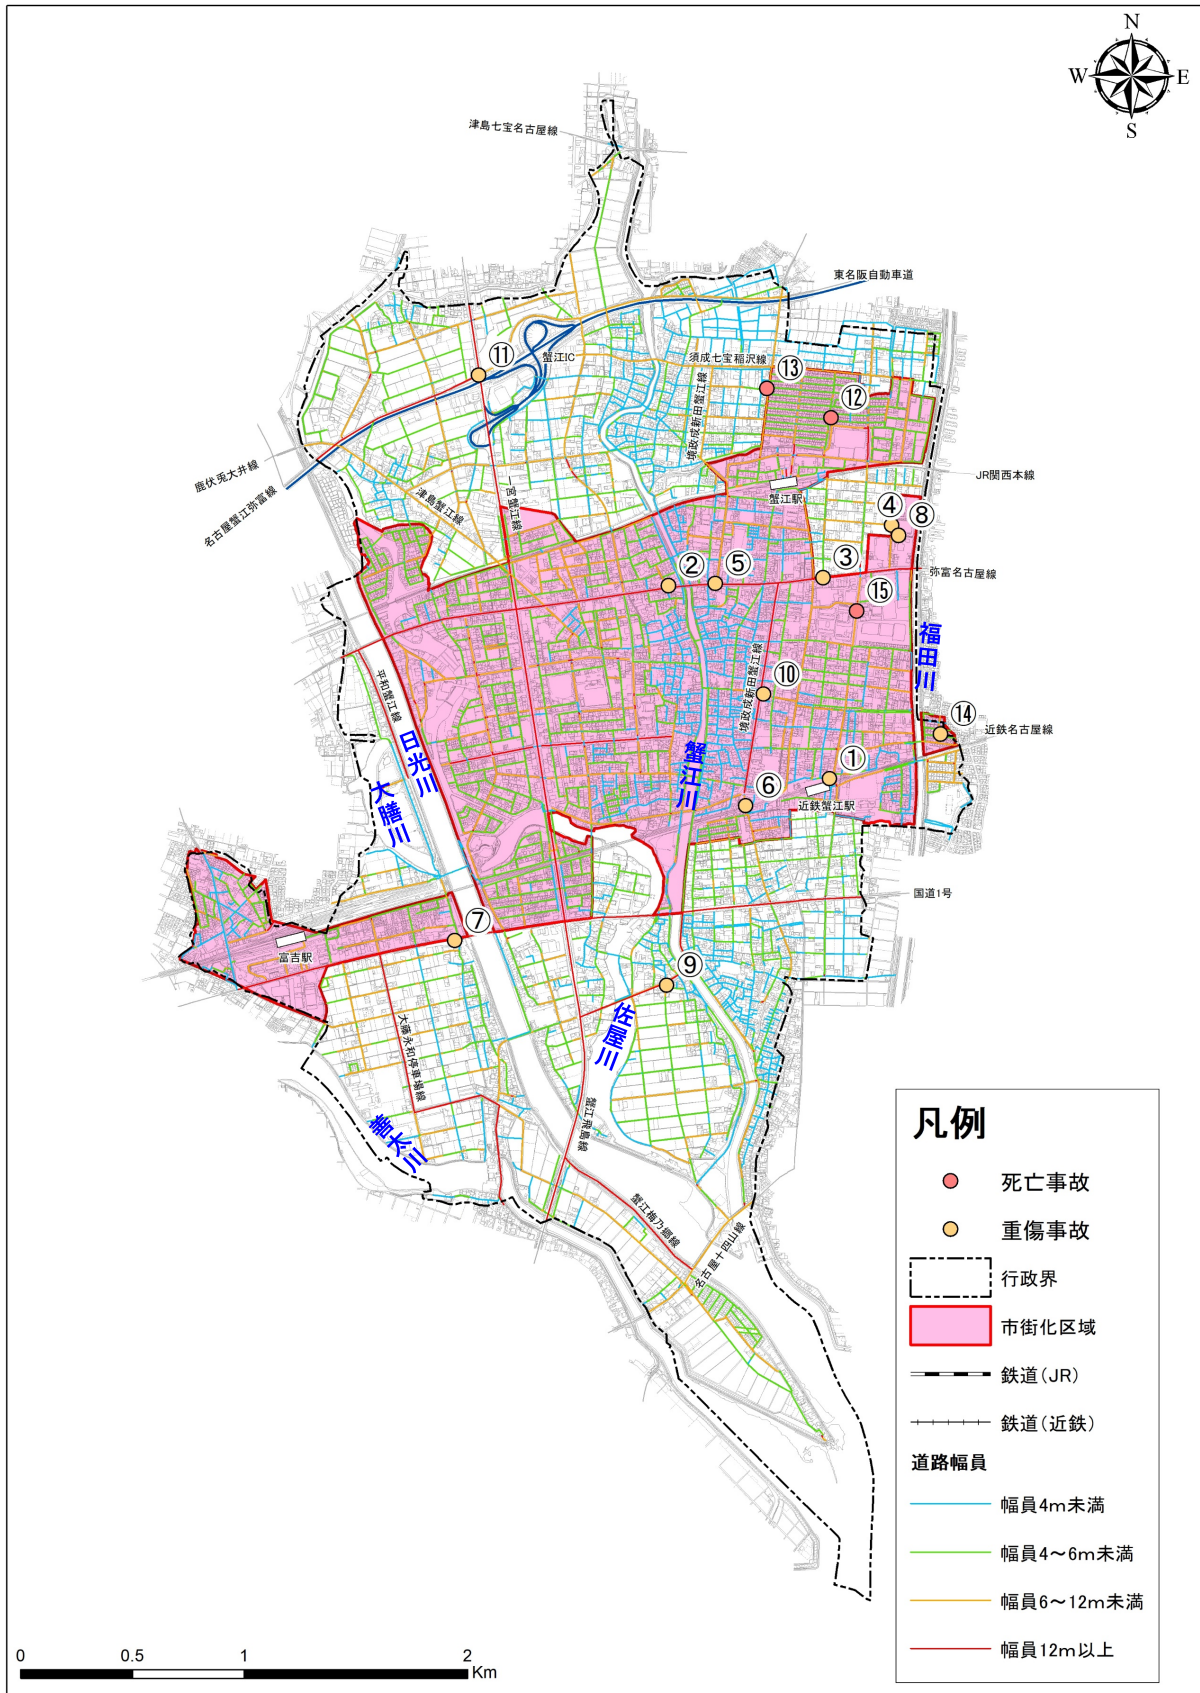 N
W
E
S
津島七宝名古屋線
東名阪自動車道
⑪
蟹江IC
須成七宝稲沢線
⑬
境政成新田蟹江線
⑫
鹿伏兎大井線
名古屋蟹江弥富線
津島蟹江線
一宮蟹江線
蟹江駅
JR関西本線
④
⑧
②
⑤
③
弥富名古屋線
⑮
福田川
平和蟹江線
日光川
大膳川
境政成新田蟹江線
⑩
蟹江川
⑭
近鉄名古屋線
①
⑥
近鉄蟹江駅
国道1号
⑦
富吉駅
⑨
佐屋川
大藤永和停車場線
善太川
蟹江飛島線
蟹江梅乃郷線
名古屋十四山線
凡例
死亡事故
重傷事故
行政界
市街化区域
鉄道(JR)
鉄道(近鉄)
道路幅員
幅員4m未満
幅員4～6m未満
幅員6～12m未満
幅員12m以上
0
0.5
1
2
Km